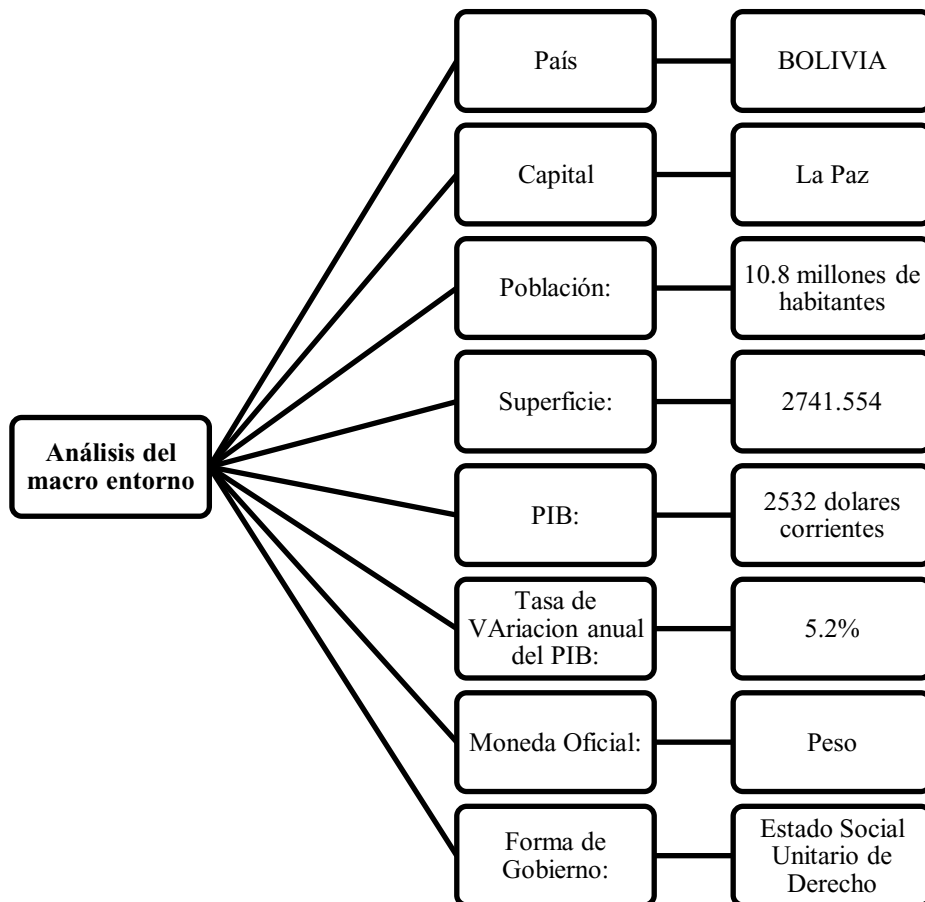 País
BOLIVIA
Capital
La Paz
Población:
10.8 millones de
habitantes
Superficie:
2741.554
Análisis del
macro entorno
PIB:
2532 dolares
corrientes
Tasa de
VAriacion anual
del PIB:
5.2%
Moneda Oficial:
Peso
Forma de
Gobierno:
Estado Social
Unitario de
Derecho